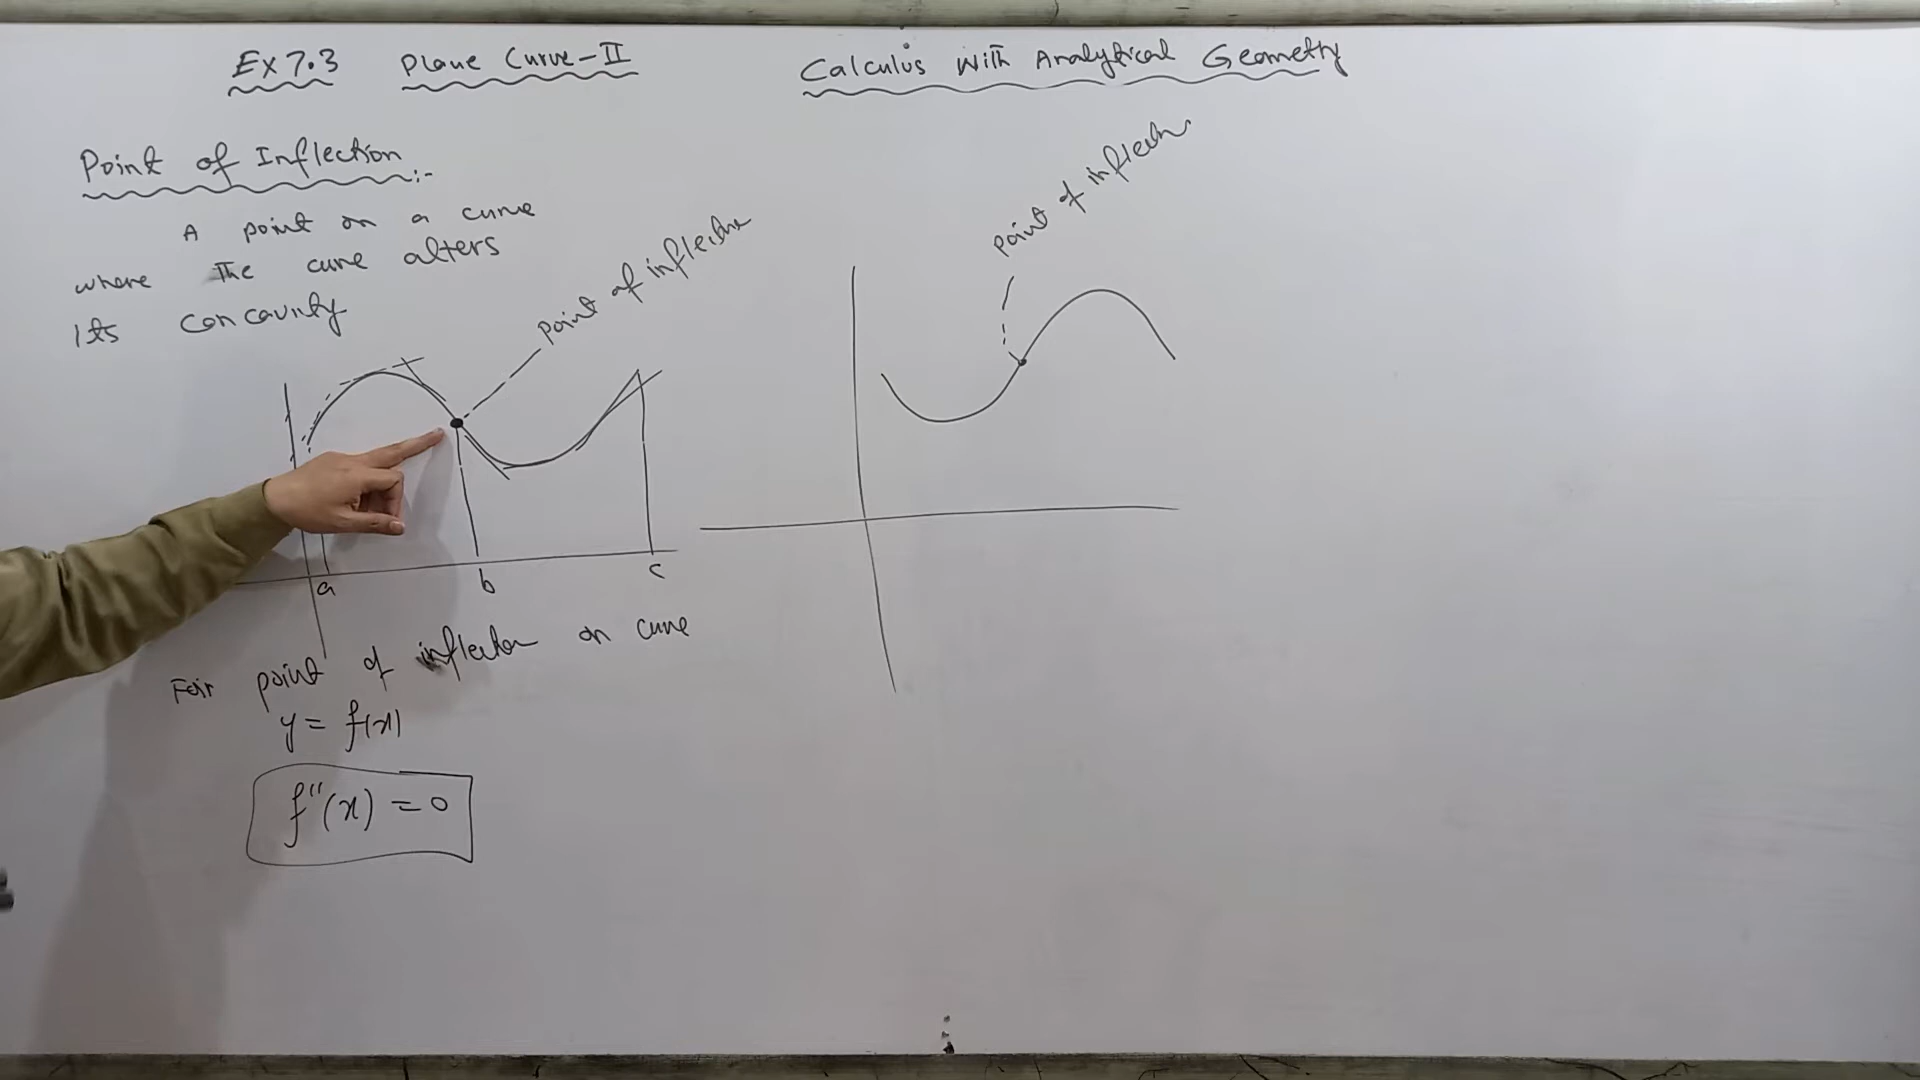 Ex 7.3 Plane Curve-II
Calculus With Analytical Geometry
Point of Inflection :-
A point on a curve
where The curve alters
Its concavity
point of inflection
point of inflection
a b c
For point of inflection on curve
y = f(x)
f''(x) = 0